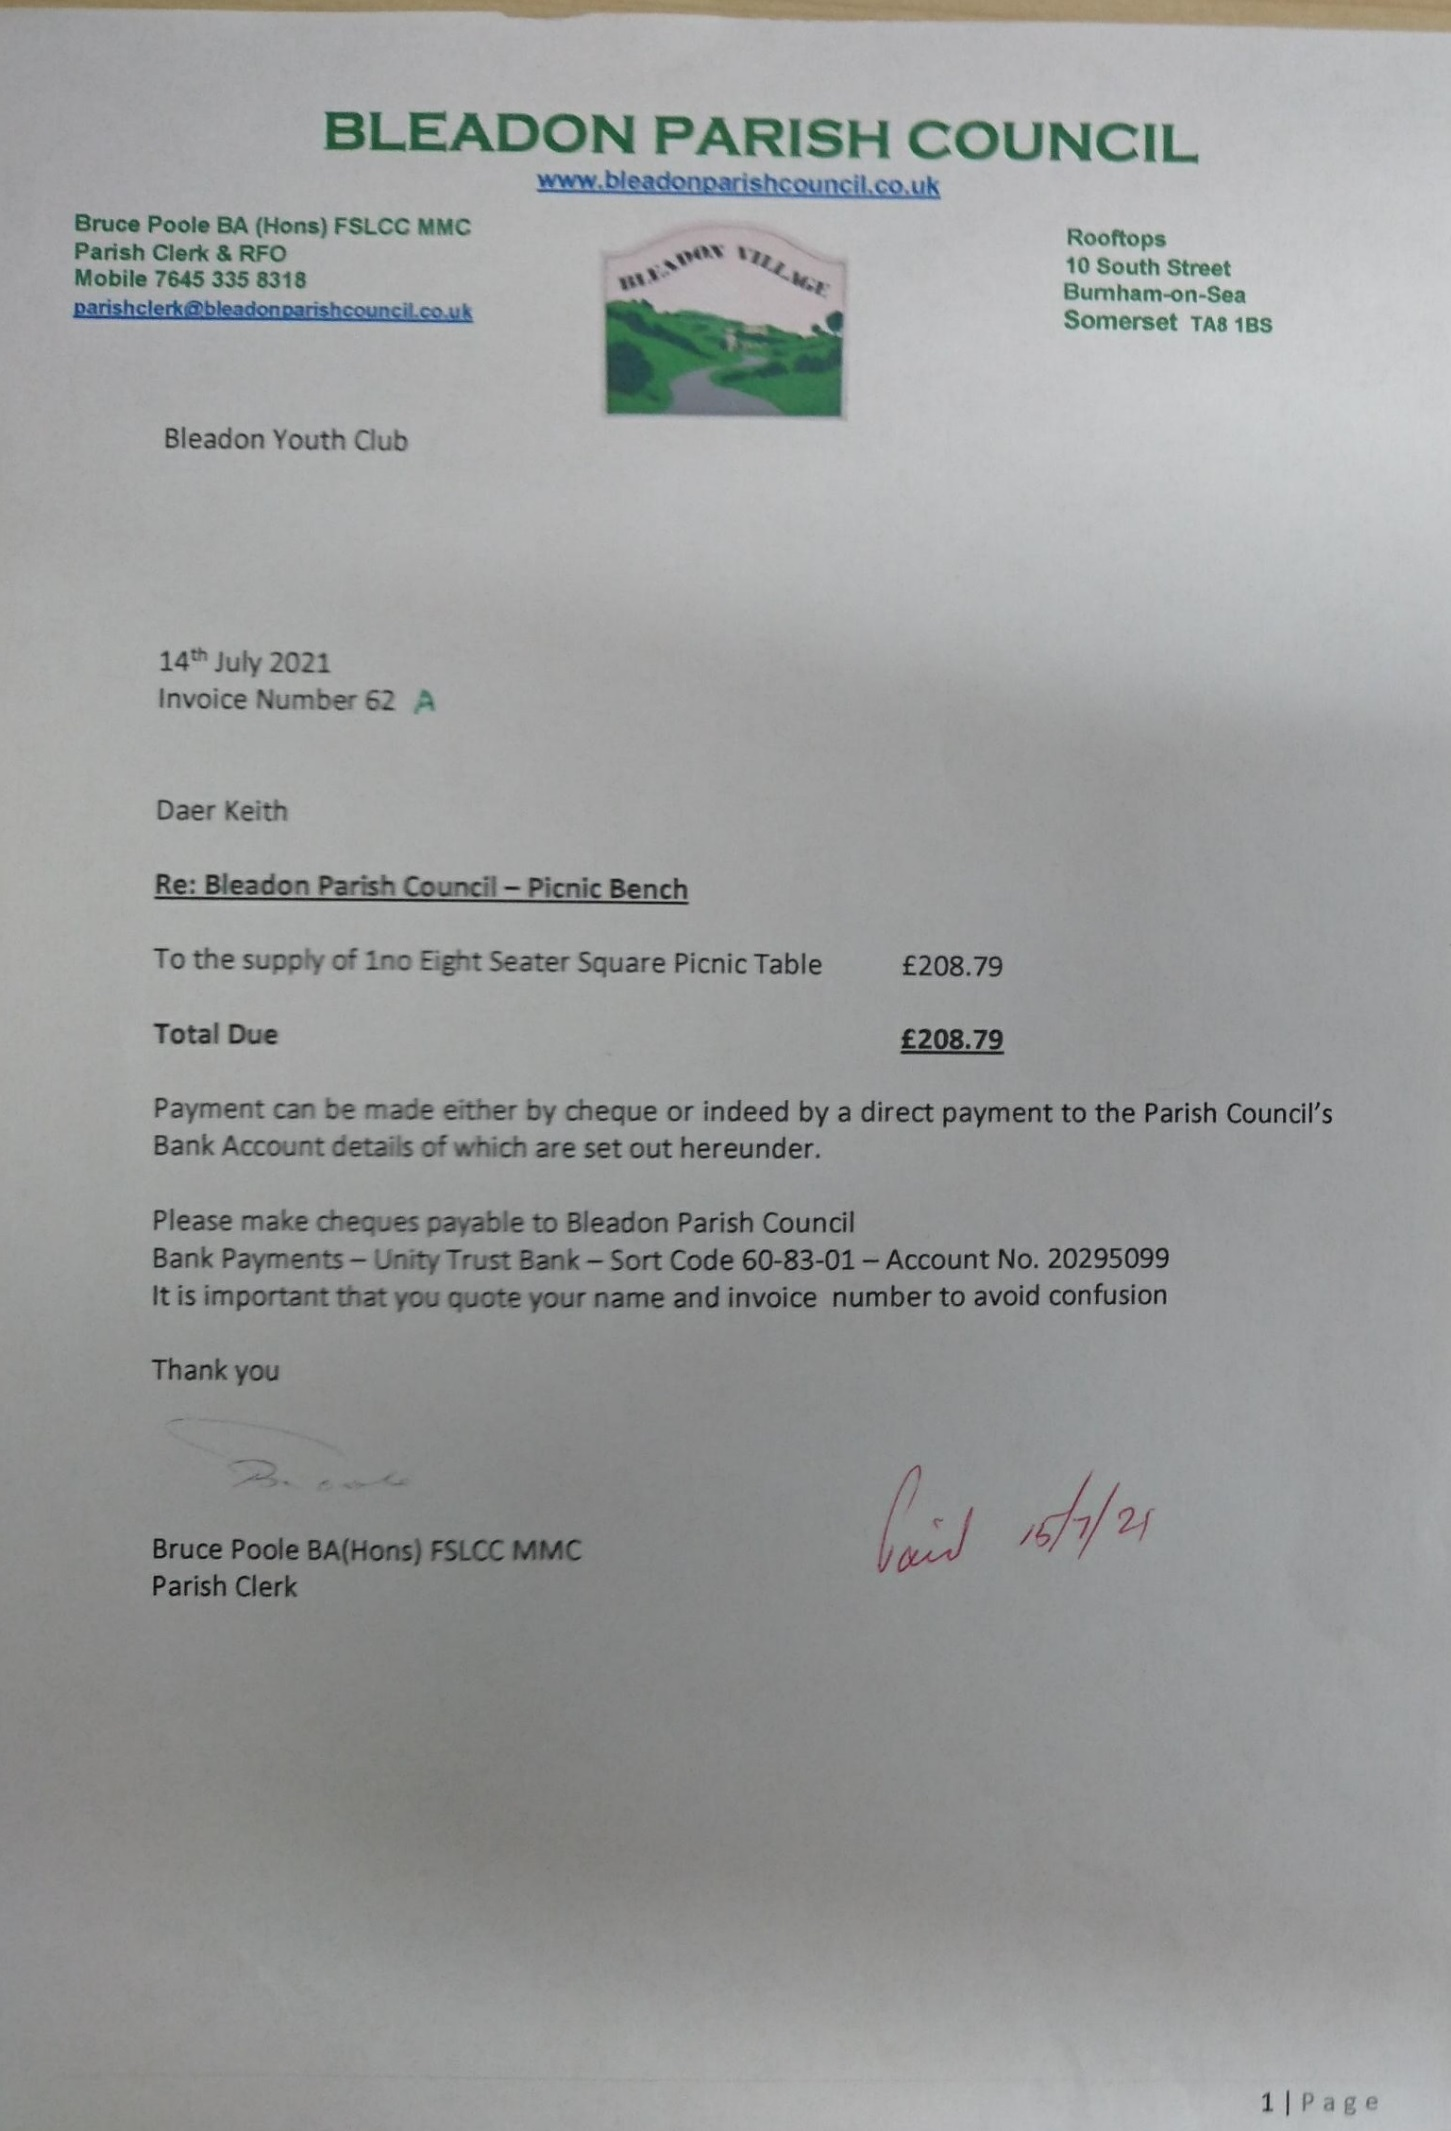 BLEADON PARISH COUNCIL
www.bleadonparishcouncil.co.uk
Bruce Poole BA (Hons) FSLCC MMC
Parish Clerk & RFO
Mobile 7645 335 8318
parishclerk@bleadonparishcouncil.co.uk
BLEADON VILLAGE
Rooftops
10 South Street
Burnham-on-Sea
Somerset TA8 1BS
Bleadon Youth Club
14th July 2021
Invoice Number 62 A
Daer Keith
Re: Bleadon Parish Council – Picnic Bench
To the supply of 1no Eight Seater Square Picnic Table £208.79
Total Due £208.79
Payment can be made either by cheque or indeed by a direct payment to the Parish Council's
Bank Account details of which are set out hereunder.
Please make cheques payable to Bleadon Parish Council
Bank Payments – Unity Trust Bank – Sort Code 60-83-01 – Account No. 20295099
It is important that you quote your name and invoice number to avoid confusion
Thank you
Bruce Poole BA(Hons) FSLCC MMC
Parish Clerk
Paid 15/7/21
1 | Page